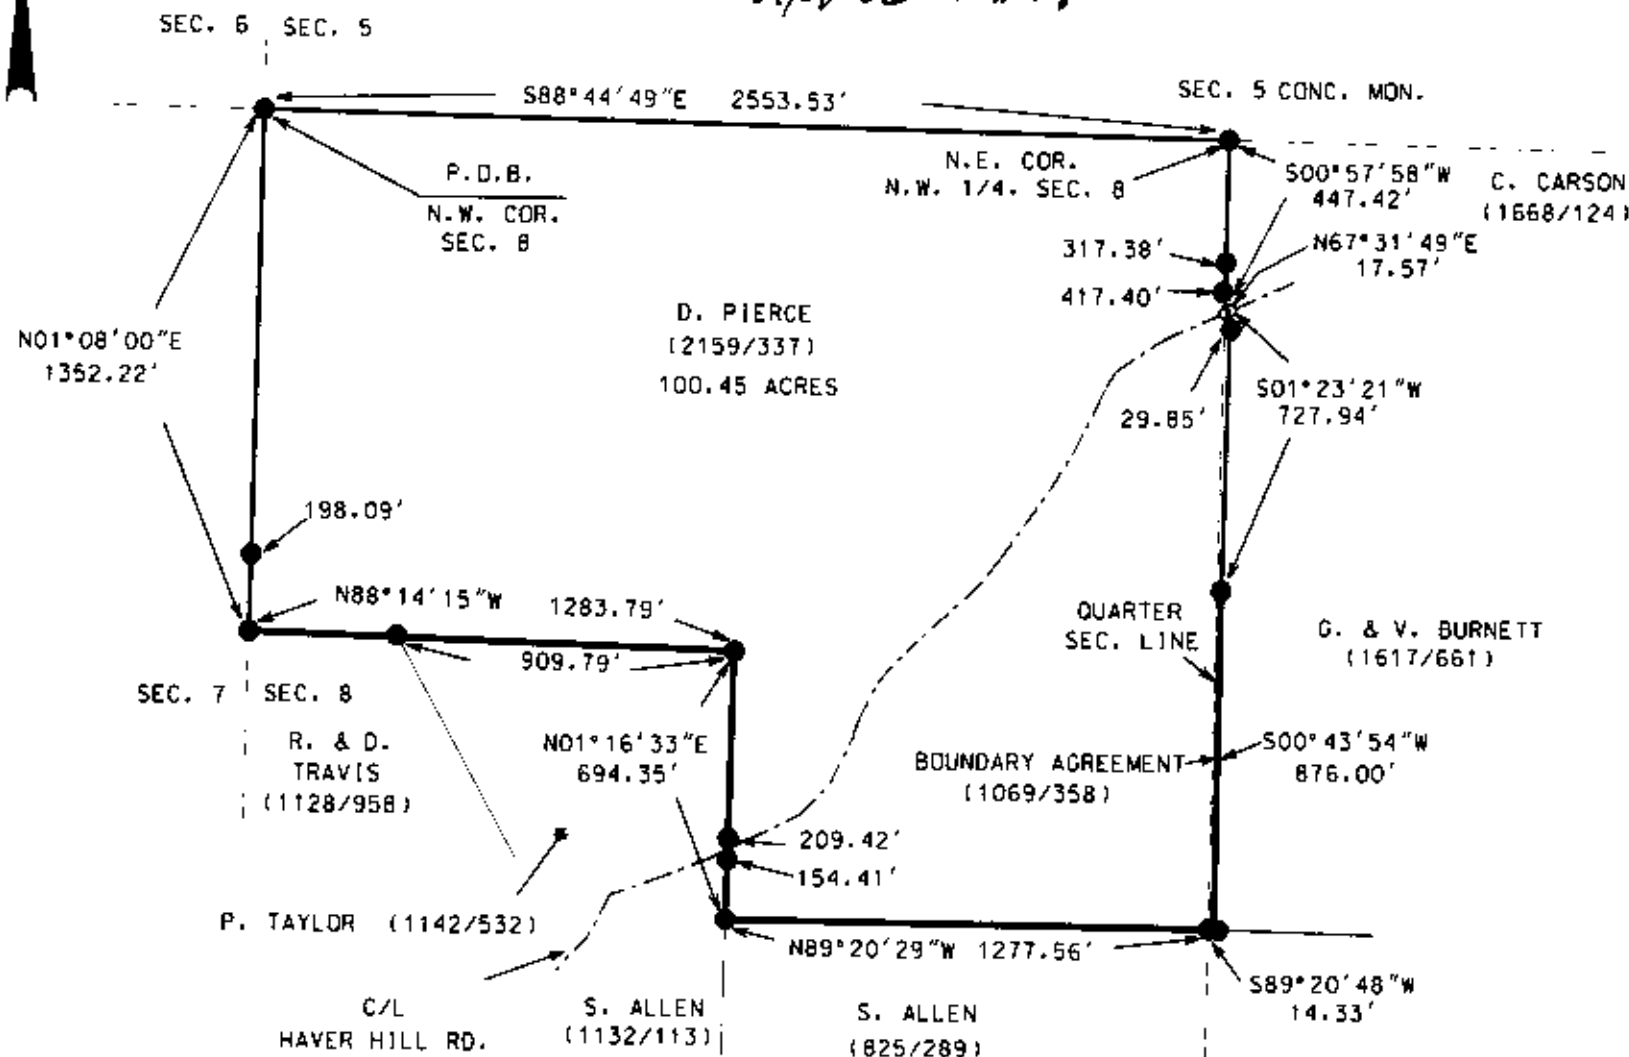 SEC. 6 SEC. 5
S88°44'49"E 2553.53'
SEC. 5 CONC. MON.
P.O.B.
N.W. COR.
SEC. 8
N.E. COR.
N.W. 1/4. SEC. 8
S00°57'58"W
447.42'
C. CARSON
(1668/124)
N67°31'49"E
17.57'
317.38'
417.40'
N01°08'00"E
1352.22'
D. PIERCE
(2159/337)
100.45 ACRES
29.85'
S01°23'21"W
727.94'
198.09'
N88°14'15"W 1283.79'
909.79'
QUARTER
SEC. LINE
G. & V. BURNETT
(1617/661)
SEC. 7 SEC. 8
R. & D.
TRAVIS
(1128/958)
N01°16'33"E
694.35'
BOUNDARY AGREEMENT
(1069/358)
S00°43'54"W
876.00'
209.42'
154.41'
P. TAYLOR (1142/532)
N89°20'29"W 1277.56'
S89°20'48"W
14.33'
C/L
HAVER HILL RD.
S. ALLEN
(1132/113)
S. ALLEN
(825/289)